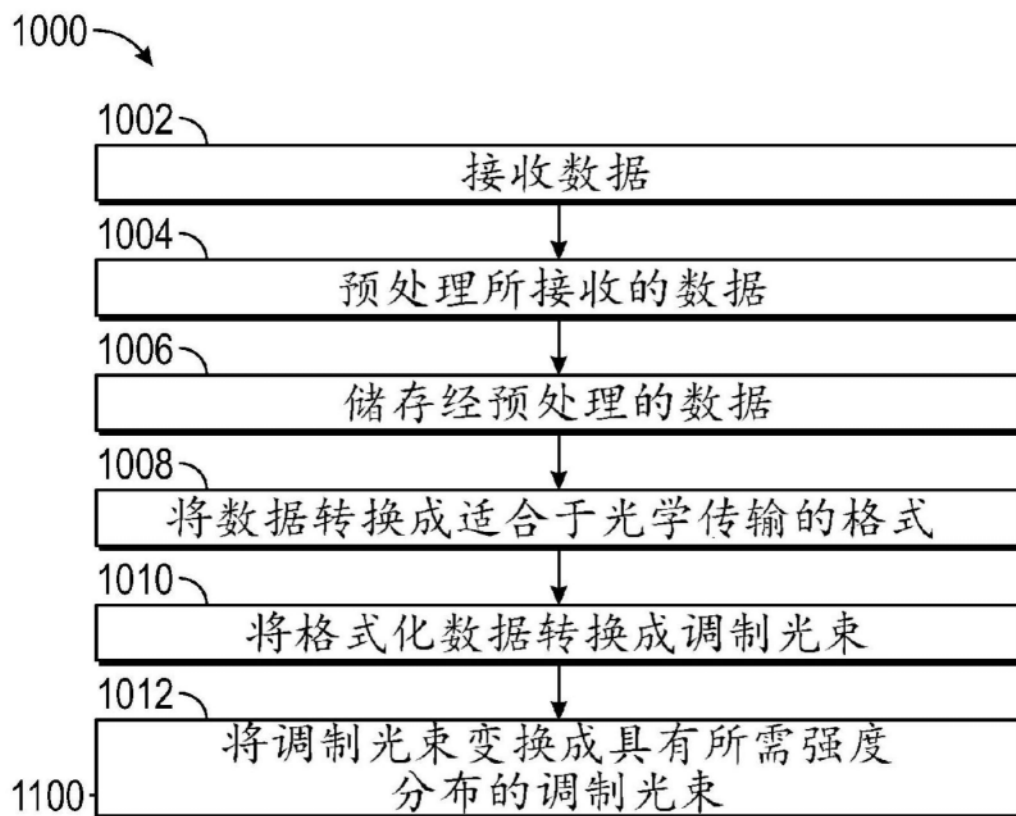 1000
1002
接收数据
1004
预处理所接收的数据
1006
储存经预处理的数据
1008
将数据转换成适合于光学传输的格式
1010
将格式化数据转换成调制光束
1012
将调制光束变换成具有所需强度
分布的调制光束
1100